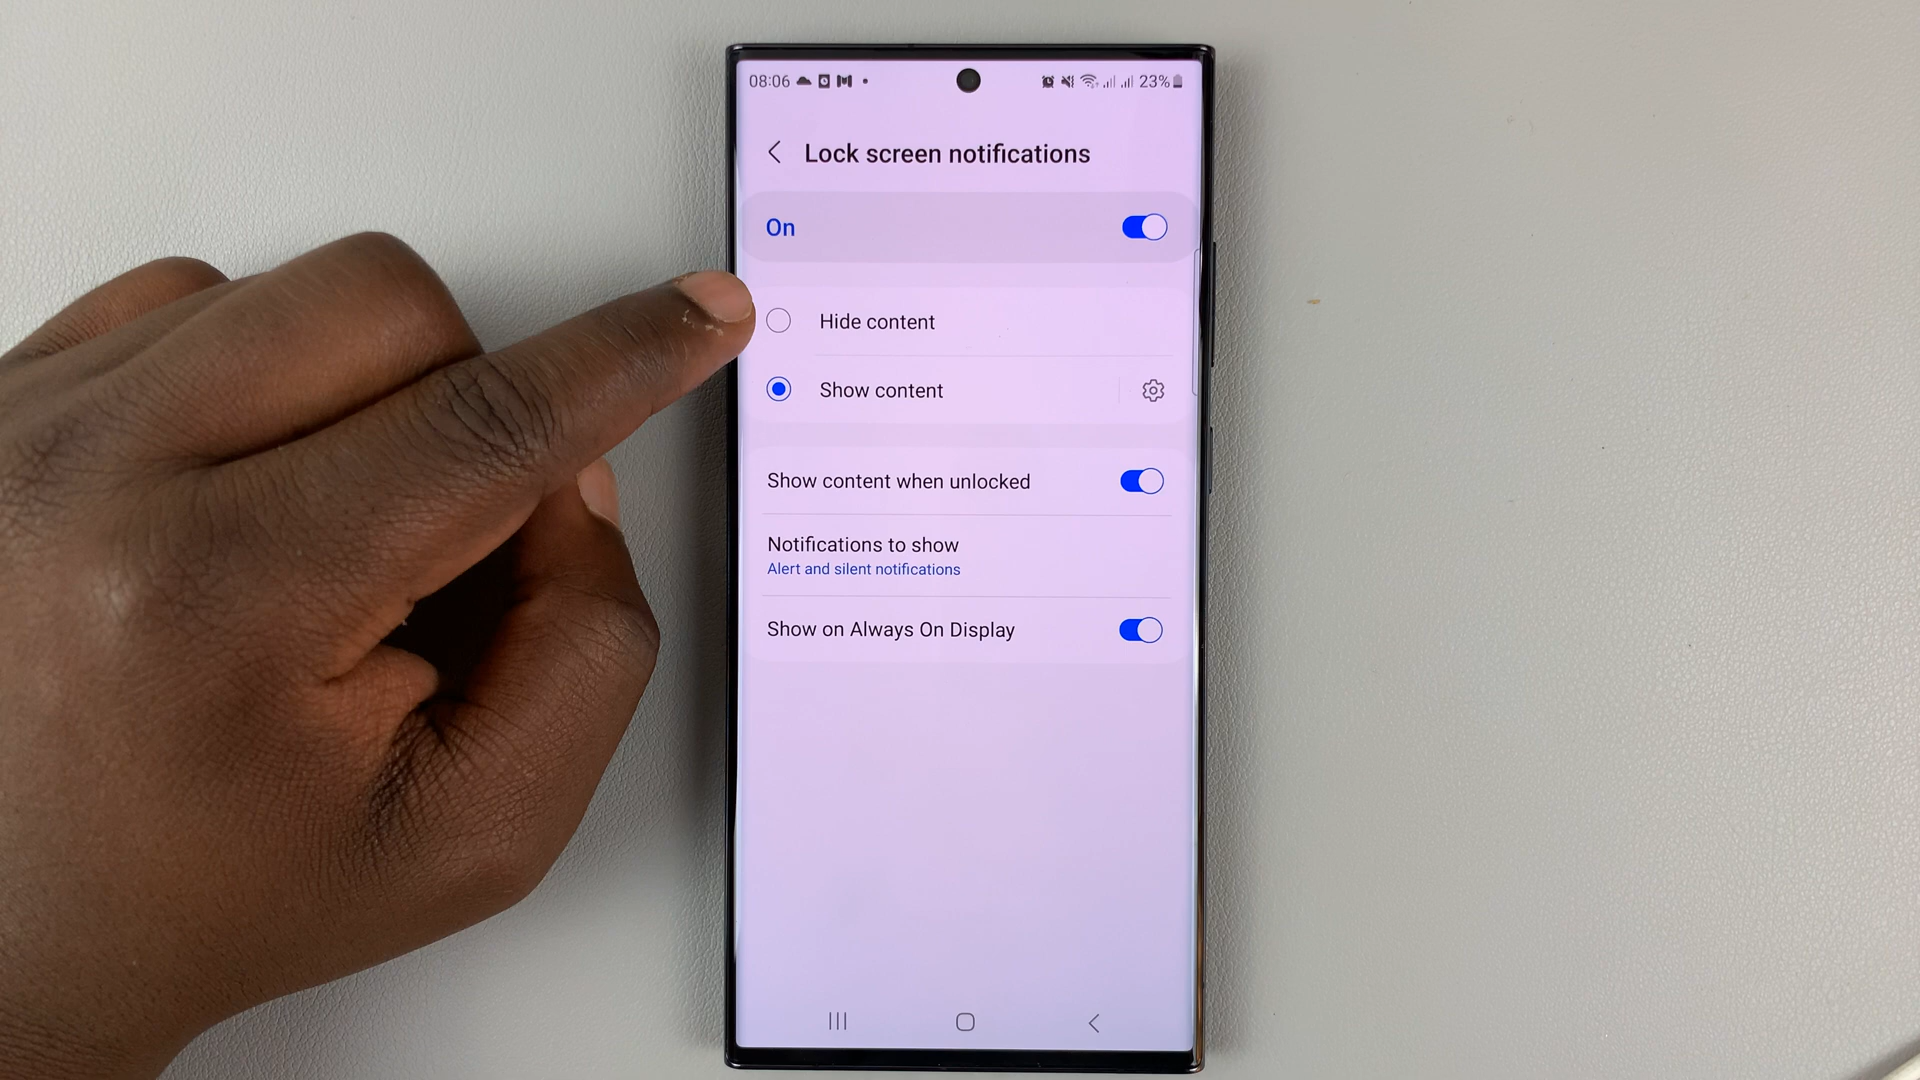 08:06 23%
Lock screen notifications
On
Hide content
Show content
Show content when unlocked
Notifications to show
Alert and silent notifications
Show on Always On Display